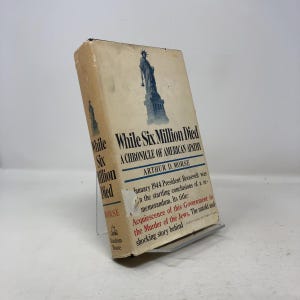 While Six Million Died
A CHRONICLE OF AMERICAN APATHY
ARTHUR D. MORSE
January 1944 President Roosevelt was
the startling conclusions of a
memorandum. Its title:
Acquiescence of this Government in
the Murder of the Jews. The untold and
shocking story behind
While
Six
Million
Died
MORSE